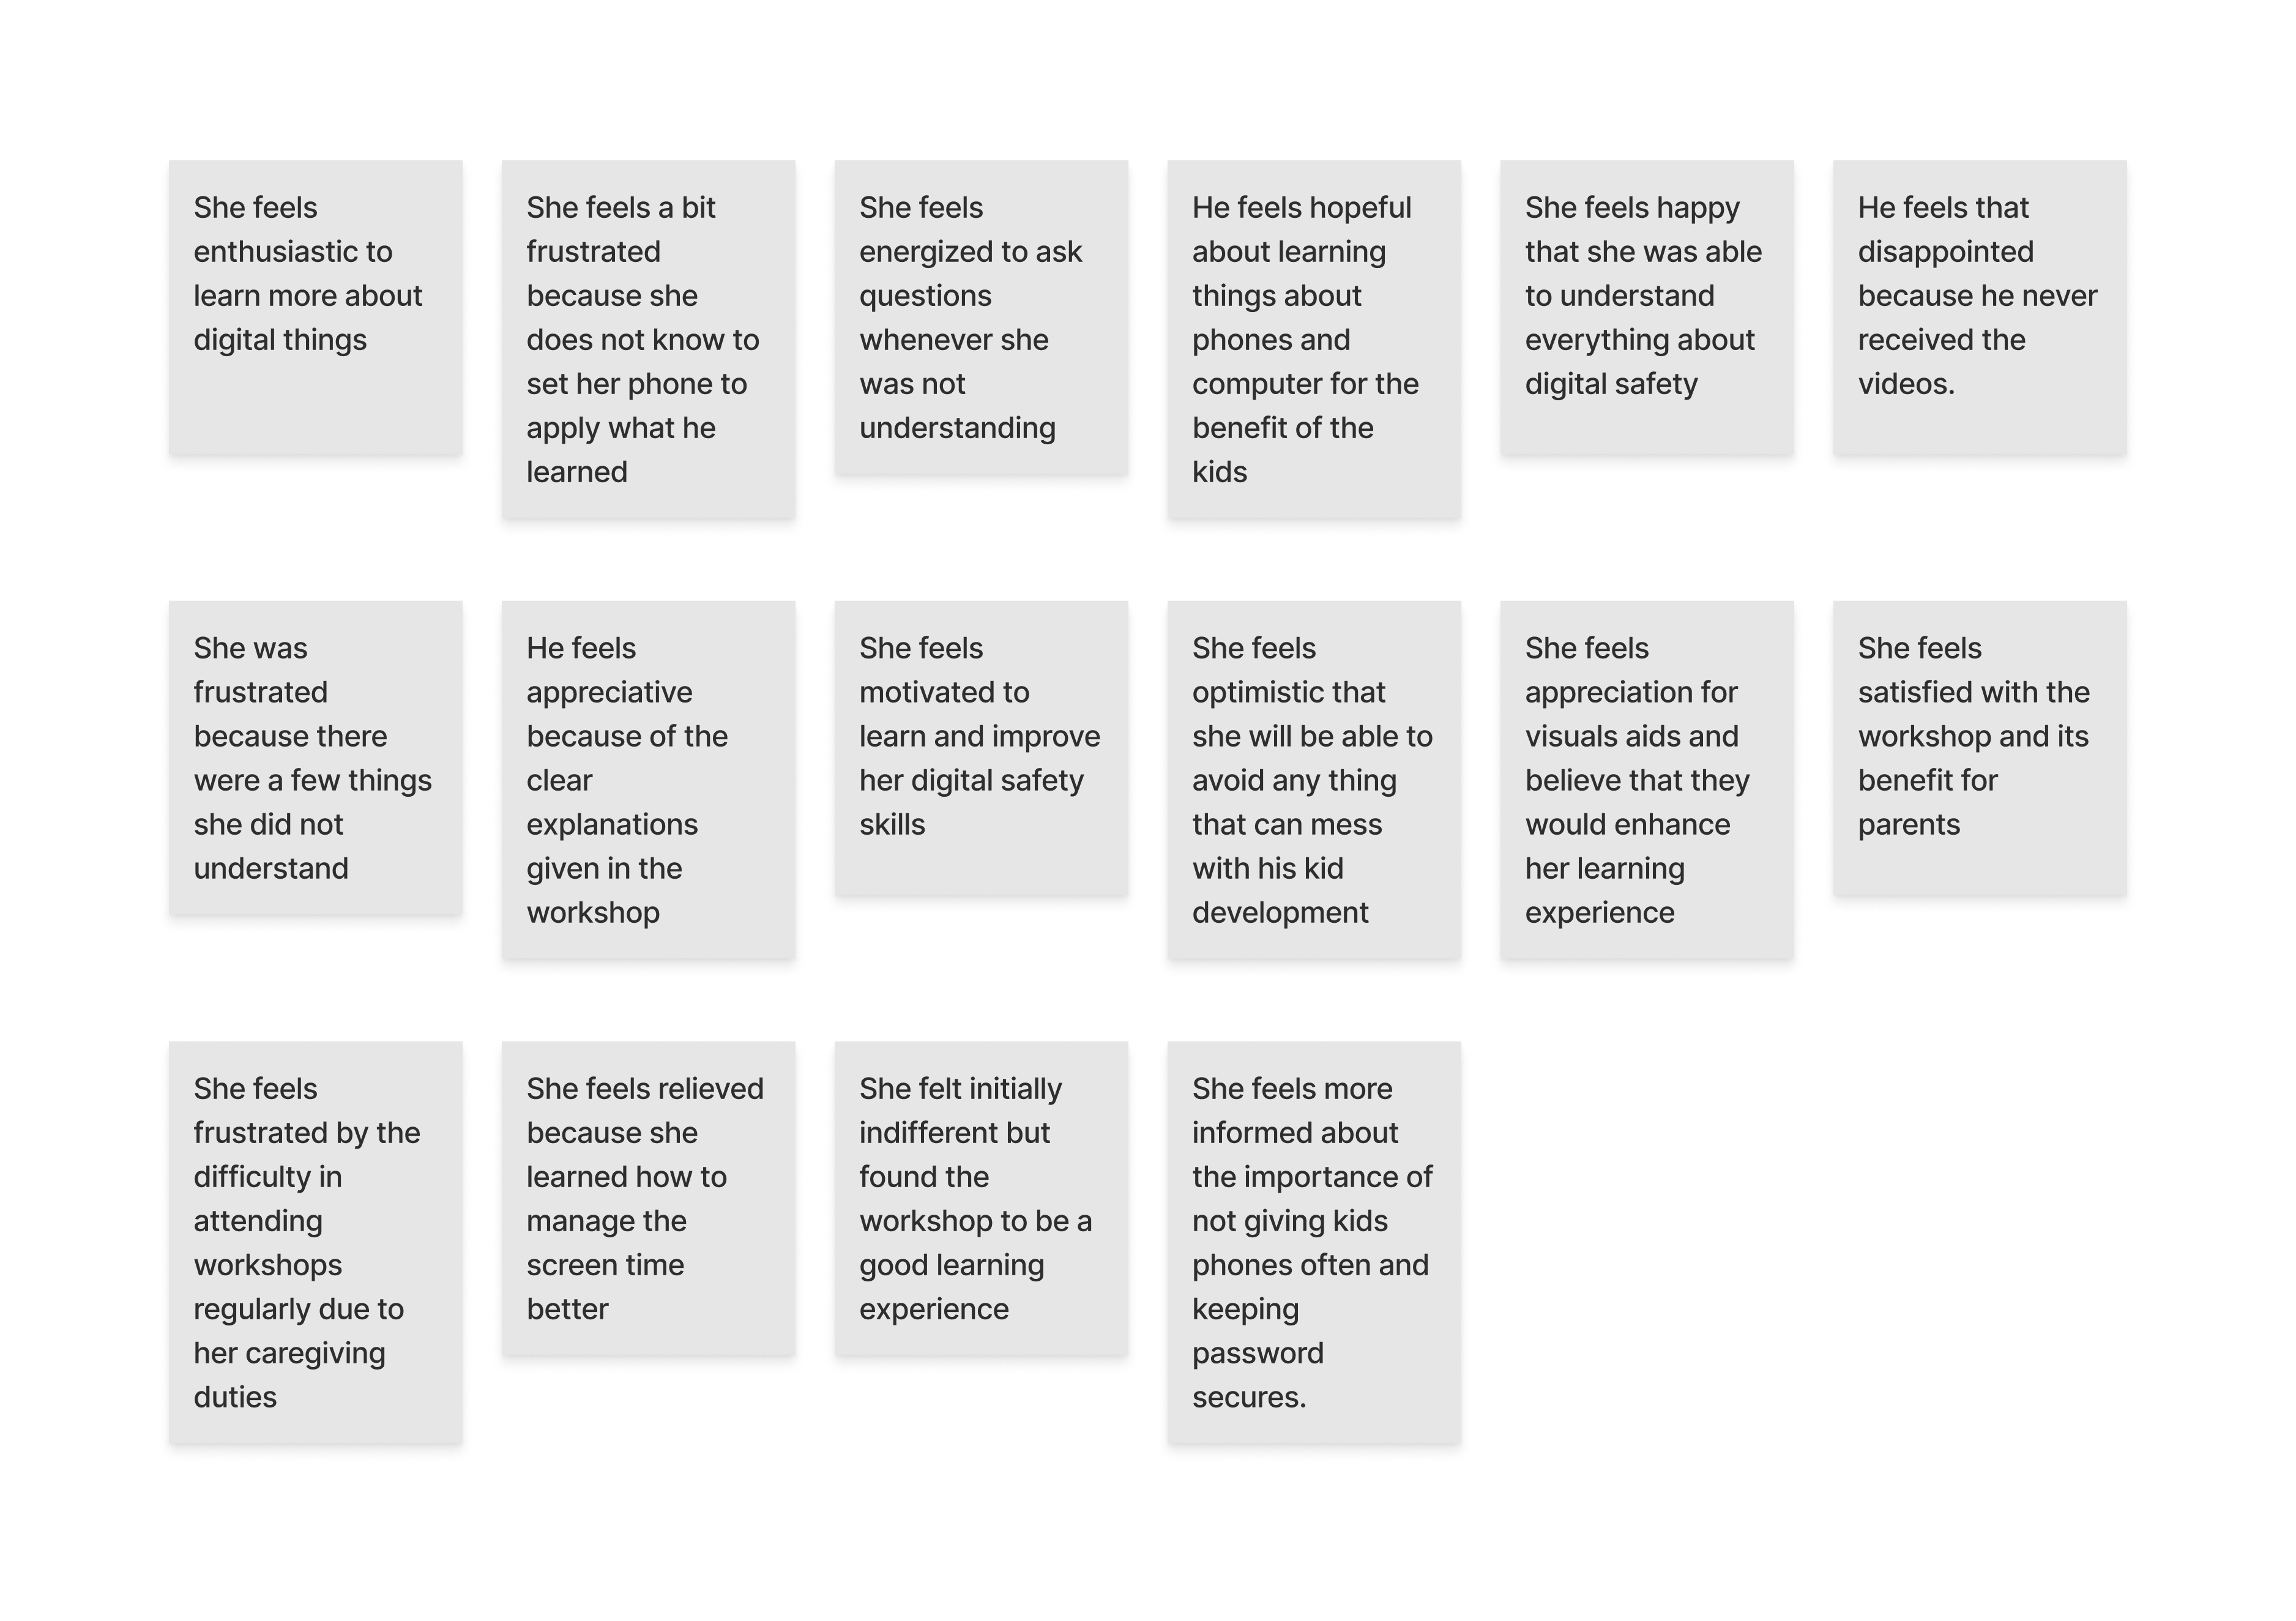 She feels
enthusiastic to
learn more about
digital things
She feels a bit
frustrated
because she
does not know to
set her phone to
apply what he
learned
She feels
energized to ask
questions
whenever she
was not
understanding
He feels hopeful
about learning
things about
phones and
computer for the
benefit of the
kids
She feels happy
that she was able
to understand
everything about
digital safety
He feels that
disappointed
because he never
received the
videos.
She was
frustrated
because there
were a few things
she did not
understand
He feels
appreciative
because of the
clear
explanations
given in the
workshop
She feels
motivated to
learn and improve
her digital safety
skills
She feels
optimistic that
she will be able to
avoid any thing
that can mess
with his kid
development
She feels
appreciation for
visuals aids and
believe that they
would enhance
her learning
experience
She feels
satisfied with the
workshop and its
benefit for
parents
She feels
frustrated by the
difficulty in
attending
workshops
regularly due to
her caregiving
duties
She feels relieved
because she
learned how to
manage the
screen time
better
She felt initially
indifferent but
found the
workshop to be a
good learning
experience
She feels more
informed about
the importance of
not giving kids
phones often and
keeping
password
secures.